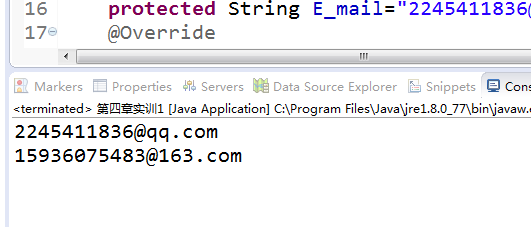 16 protected String E_mail="2245411836@
17 @Override
Markers Properties Servers Data Source Explorer Snippets Cons
<terminated> 第四章实训1 [Java Application] C:\Program Files\Java\jre1.8.0_77\bin\javaw.e
2245411836@qq.com
15936075483@163.com